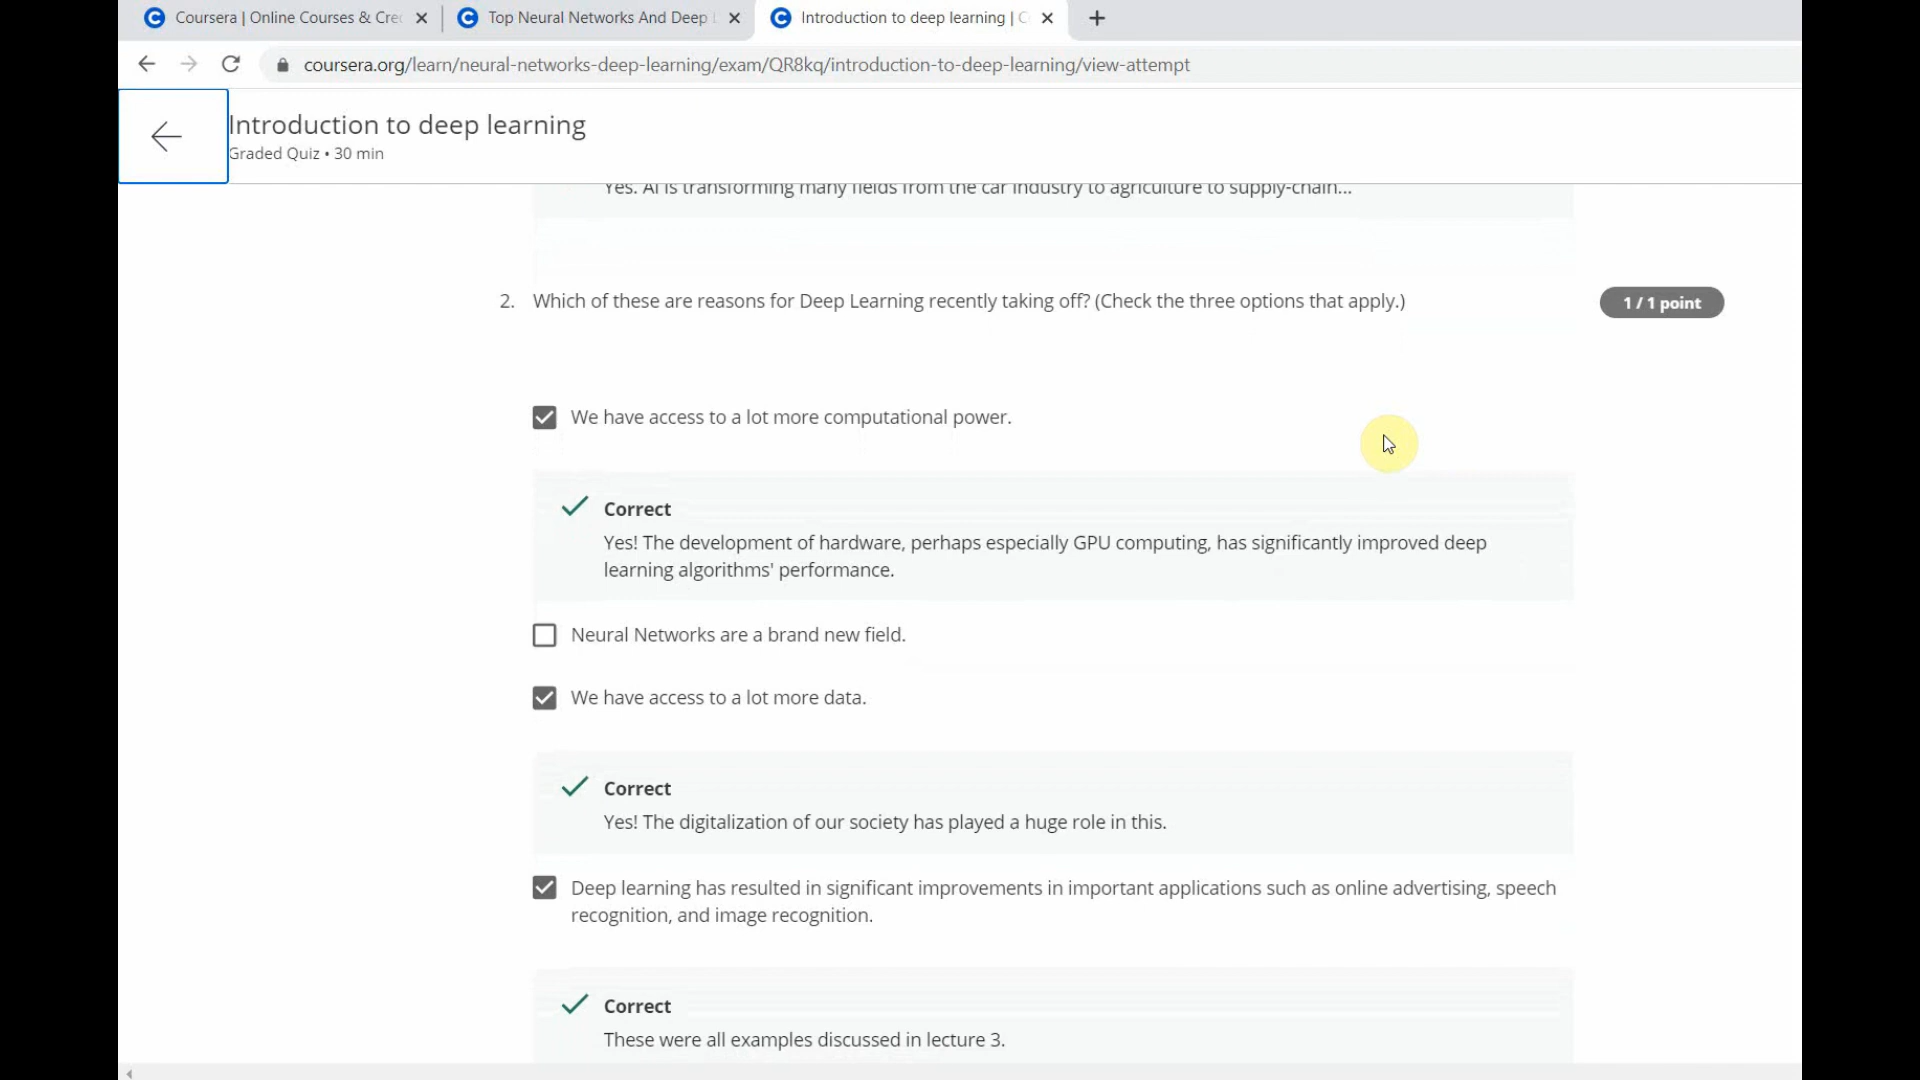 Coursera | Online Courses & Cre
Top Neural Networks And Deep
Introduction to deep learning | C
coursera.org/learn/neural-networks-deep-learning/exam/QR8kq/introduction-to-deep-learning/view-attempt
Introduction to deep learning
Graded Quiz • 30 min
Yes. AI is transforming many fields from the car industry to agriculture to supply-chain...
2. Which of these are reasons for Deep Learning recently taking off? (Check the three options that apply.)
1 / 1 point
We have access to a lot more computational power.
Correct
Yes! The development of hardware, perhaps especially GPU computing, has significantly improved deep
learning algorithms' performance.
Neural Networks are a brand new field.
We have access to a lot more data.
Correct
Yes! The digitalization of our society has played a huge role in this.
Deep learning has resulted in significant improvements in important applications such as online advertising, speech
recognition, and image recognition.
Correct
These were all examples discussed in lecture 3.